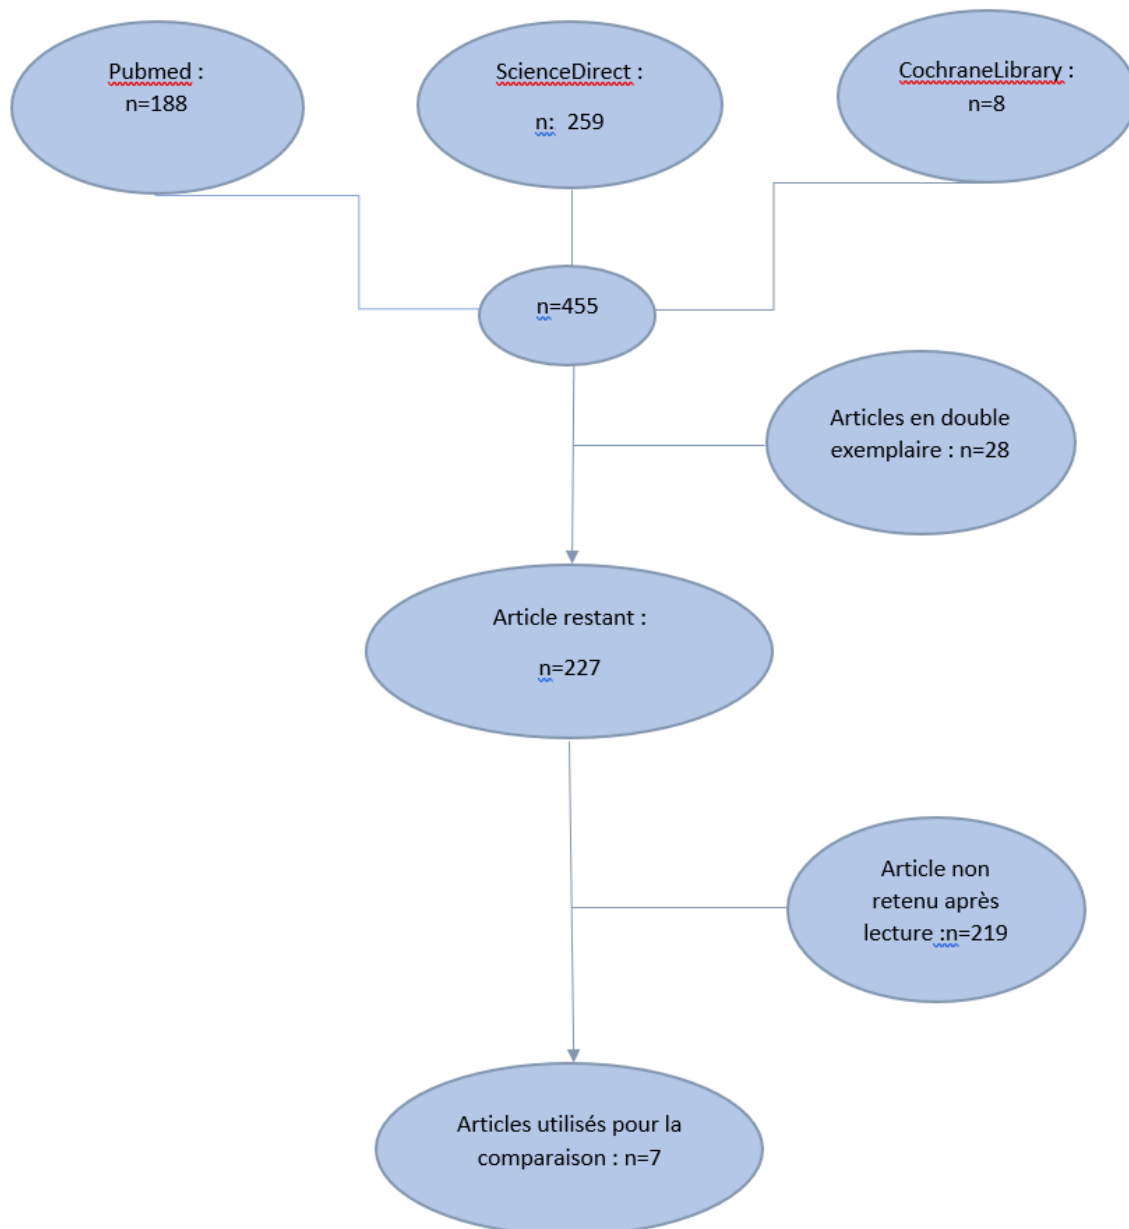 Pubmed :
n=188
ScienceDirect :
n: 259
CochraneLibrary :
n=8
n=455
Articles en double
exemplaire : n=28
Article restant :
n=227
Article non
retenu après
lecture :n=219
Articles utilisés pour la
comparaison : n=7